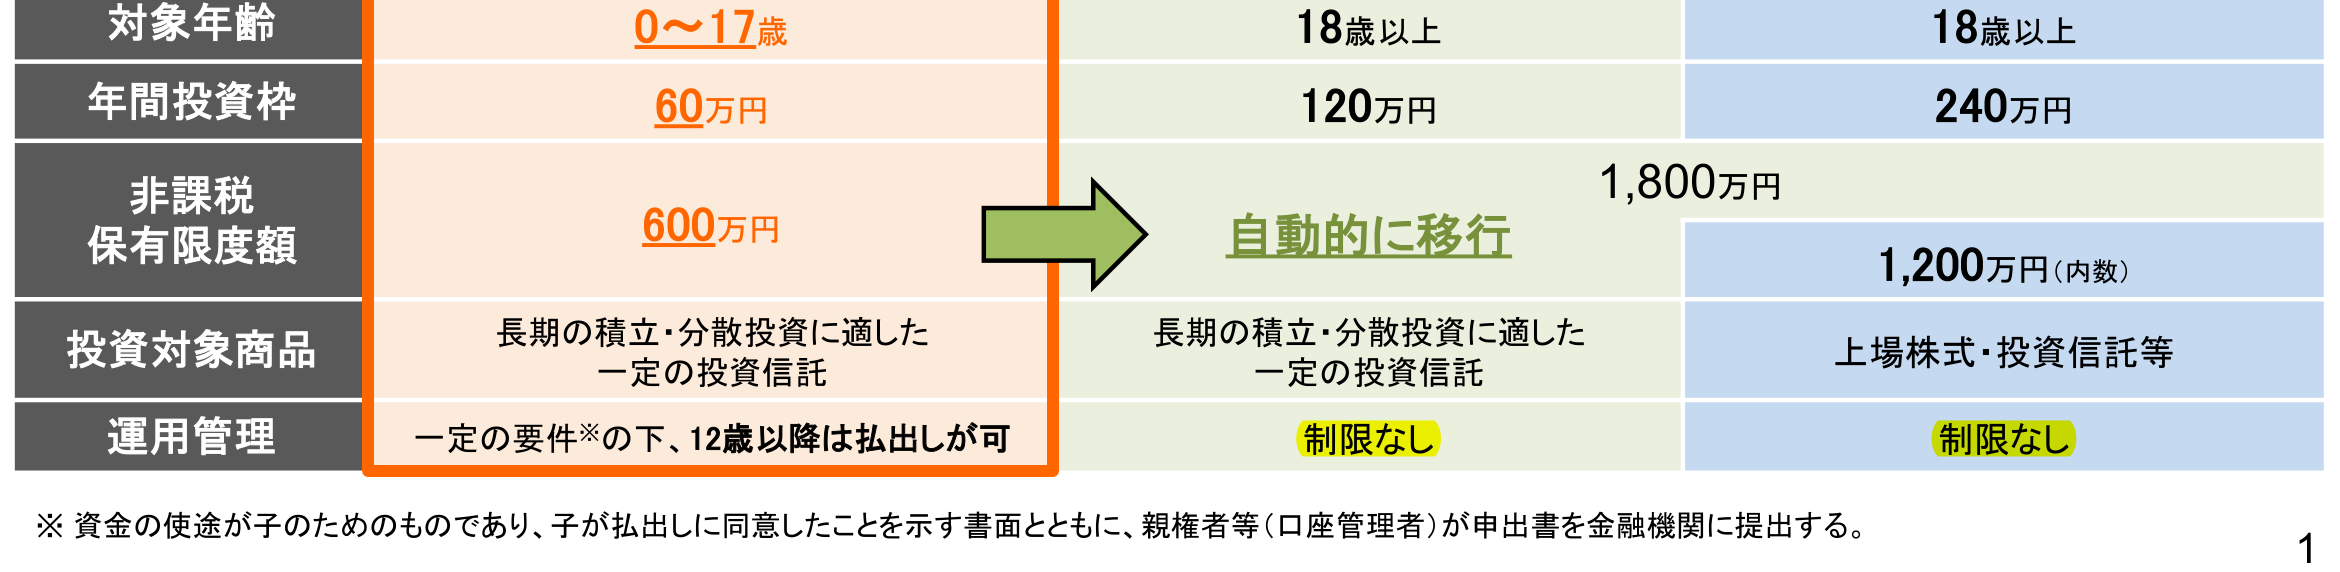 対象年齢 0～17歳 18歳以上 18歳以上
年間投資枠 60万円 120万円 240万円
非課税
保有限度額
600万円
1,800万円
自動的に移行
1,200万円（内数）
投資対象商品
長期の積立・分散投資に適した
一定の投資信託
長期の積立・分散投資に適した
一定の投資信託
上場株式・投資信託等
運用管理 一定の要件※の下、12歳以降は払出しが可 制限なし 制限なし
※ 資金の使途が子のためのものであり、子が払出しに同意したことを示す書面とともに、親権者等（口座管理者）が申出書を金融機関に提出する。
1